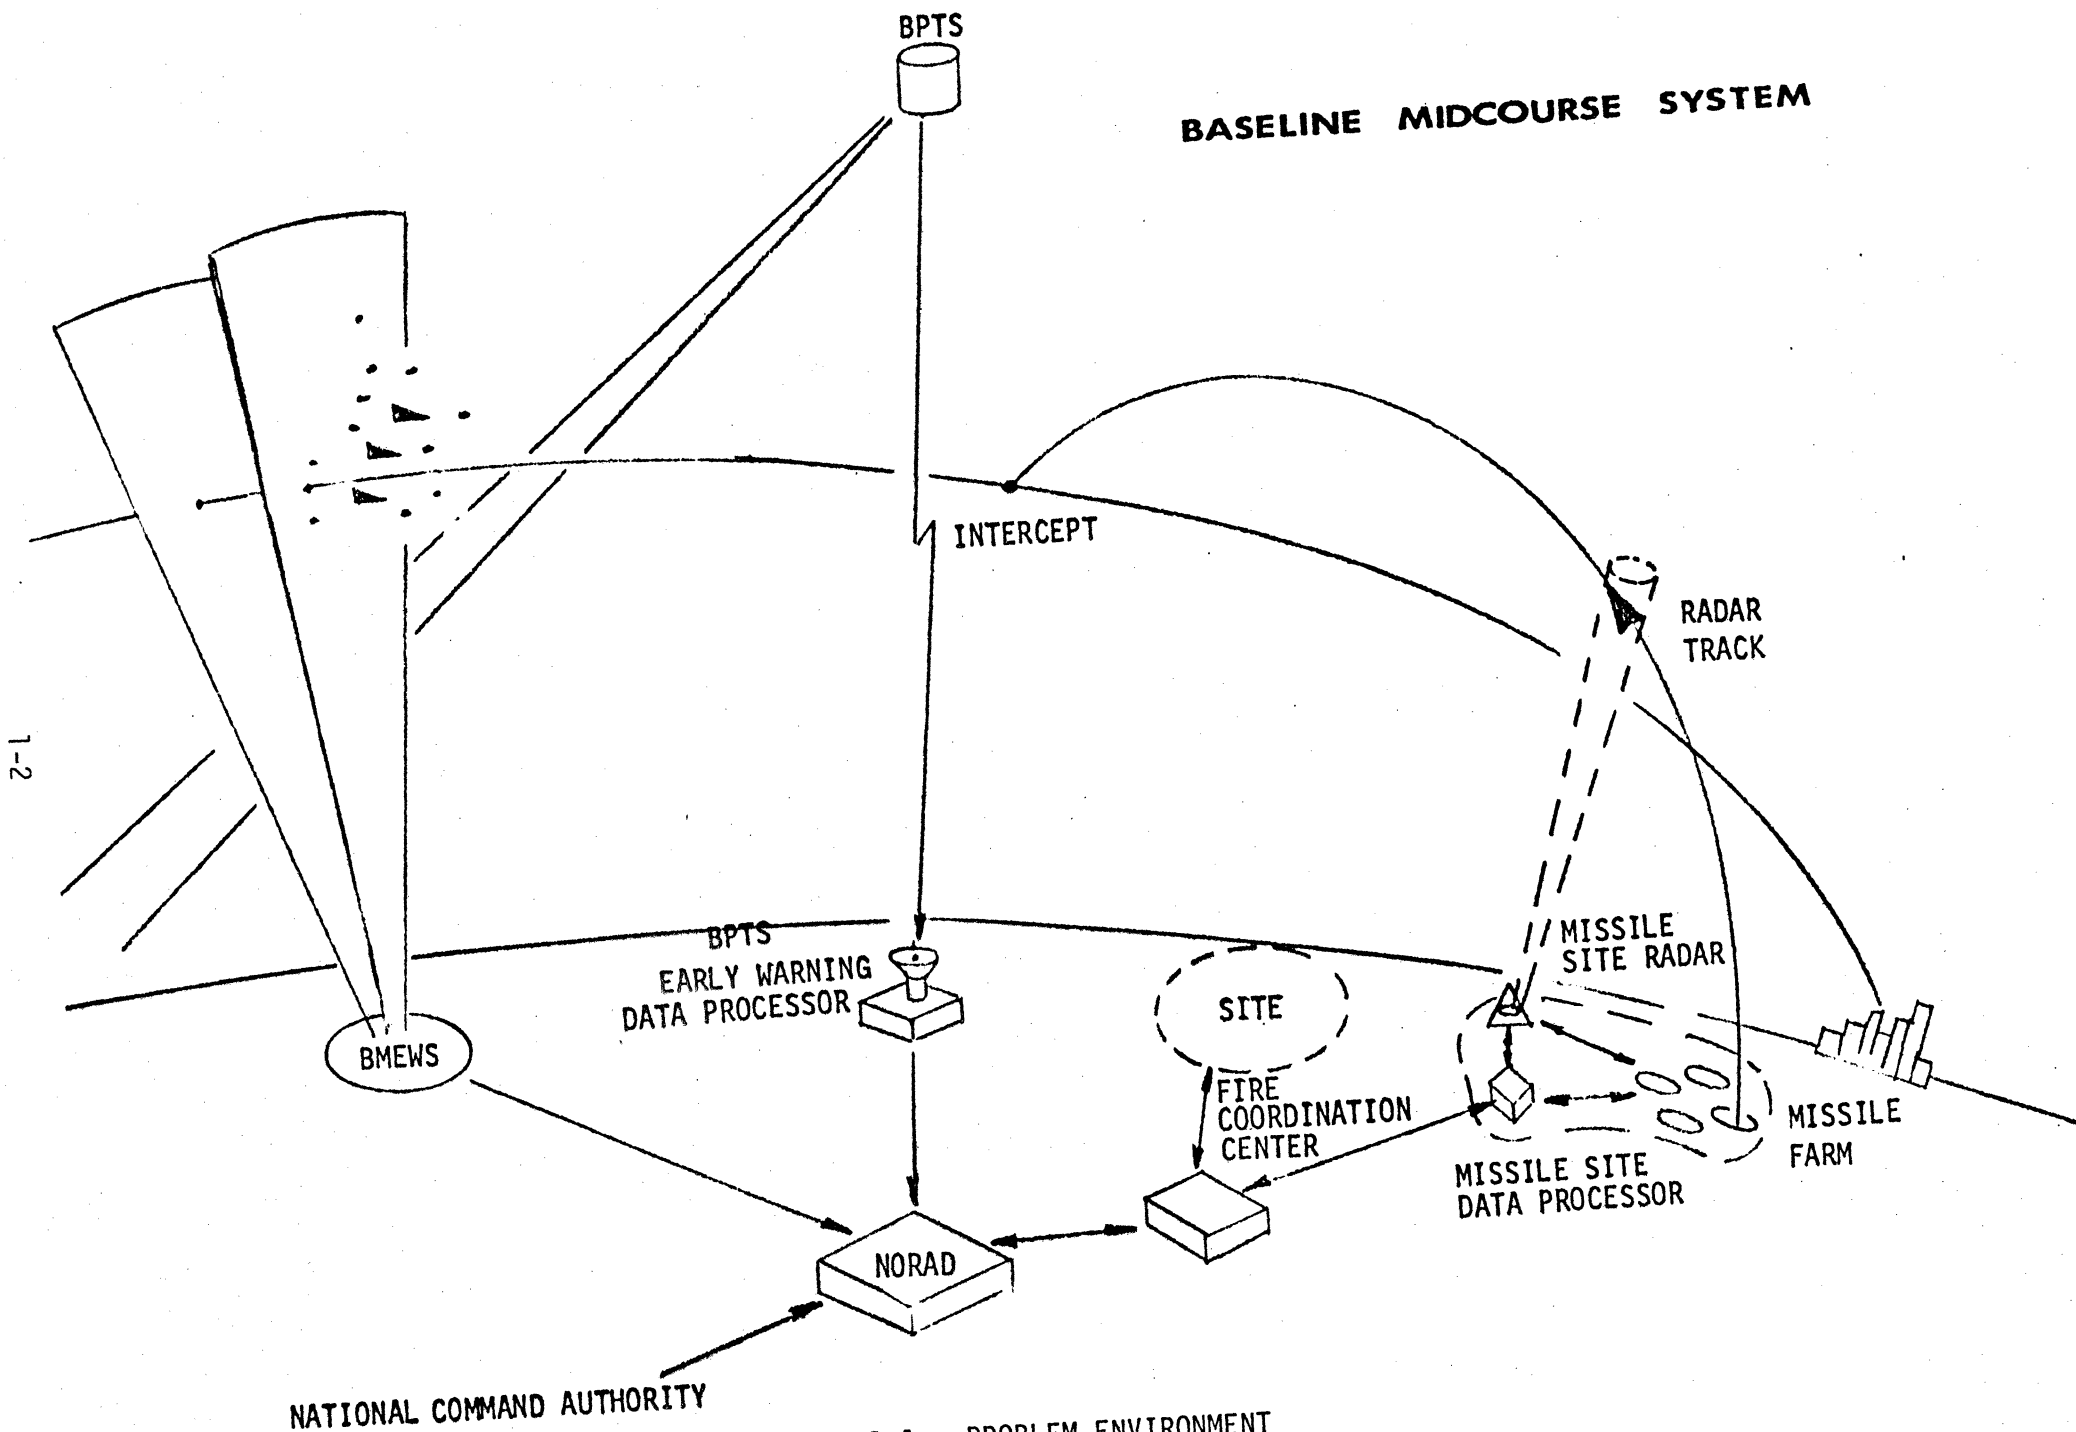 BPTS
BASELINE MIDCOURSE SYSTEM
INTERCEPT
RADAR
TRACK
1-2
BPTS
EARLY WARNING
DATA PROCESSOR
MISSILE
SITE RADAR
SITE
BMEWS
FIRE
COORDINATION
CENTER
MISSILE
FARM
MISSILE SITE
DATA PROCESSOR
NORAD
NATIONAL COMMAND AUTHORITY
PROBLEM ENVIRONMENT